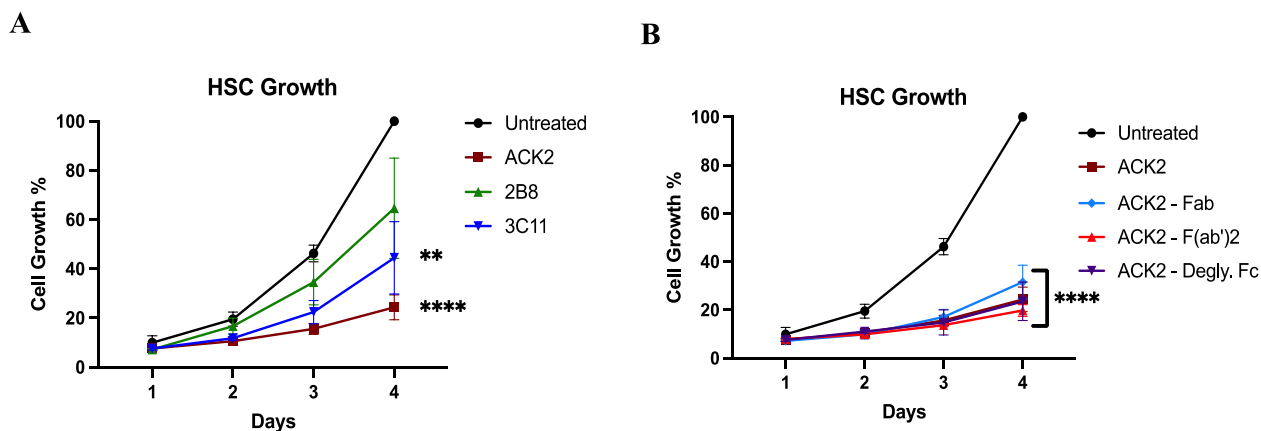 A
HSC Growth
Cell Growth %
100
80
60
40
20
0
1 2 3 4
Days
Untreated
ACK2
2B8
3C11
**
****
B
HSC Growth
Cell Growth %
100
80
60
40
20
0
1 2 3 4
Days
Untreated
ACK2
ACK2 - Fab
ACK2 - F(ab')2
ACK2 - Degly. Fc
****